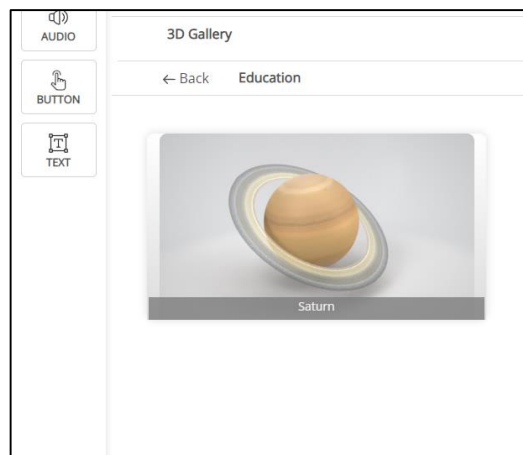 AUDIO
BUTTON
TEXT
3D Gallery
← Back Education
Saturn